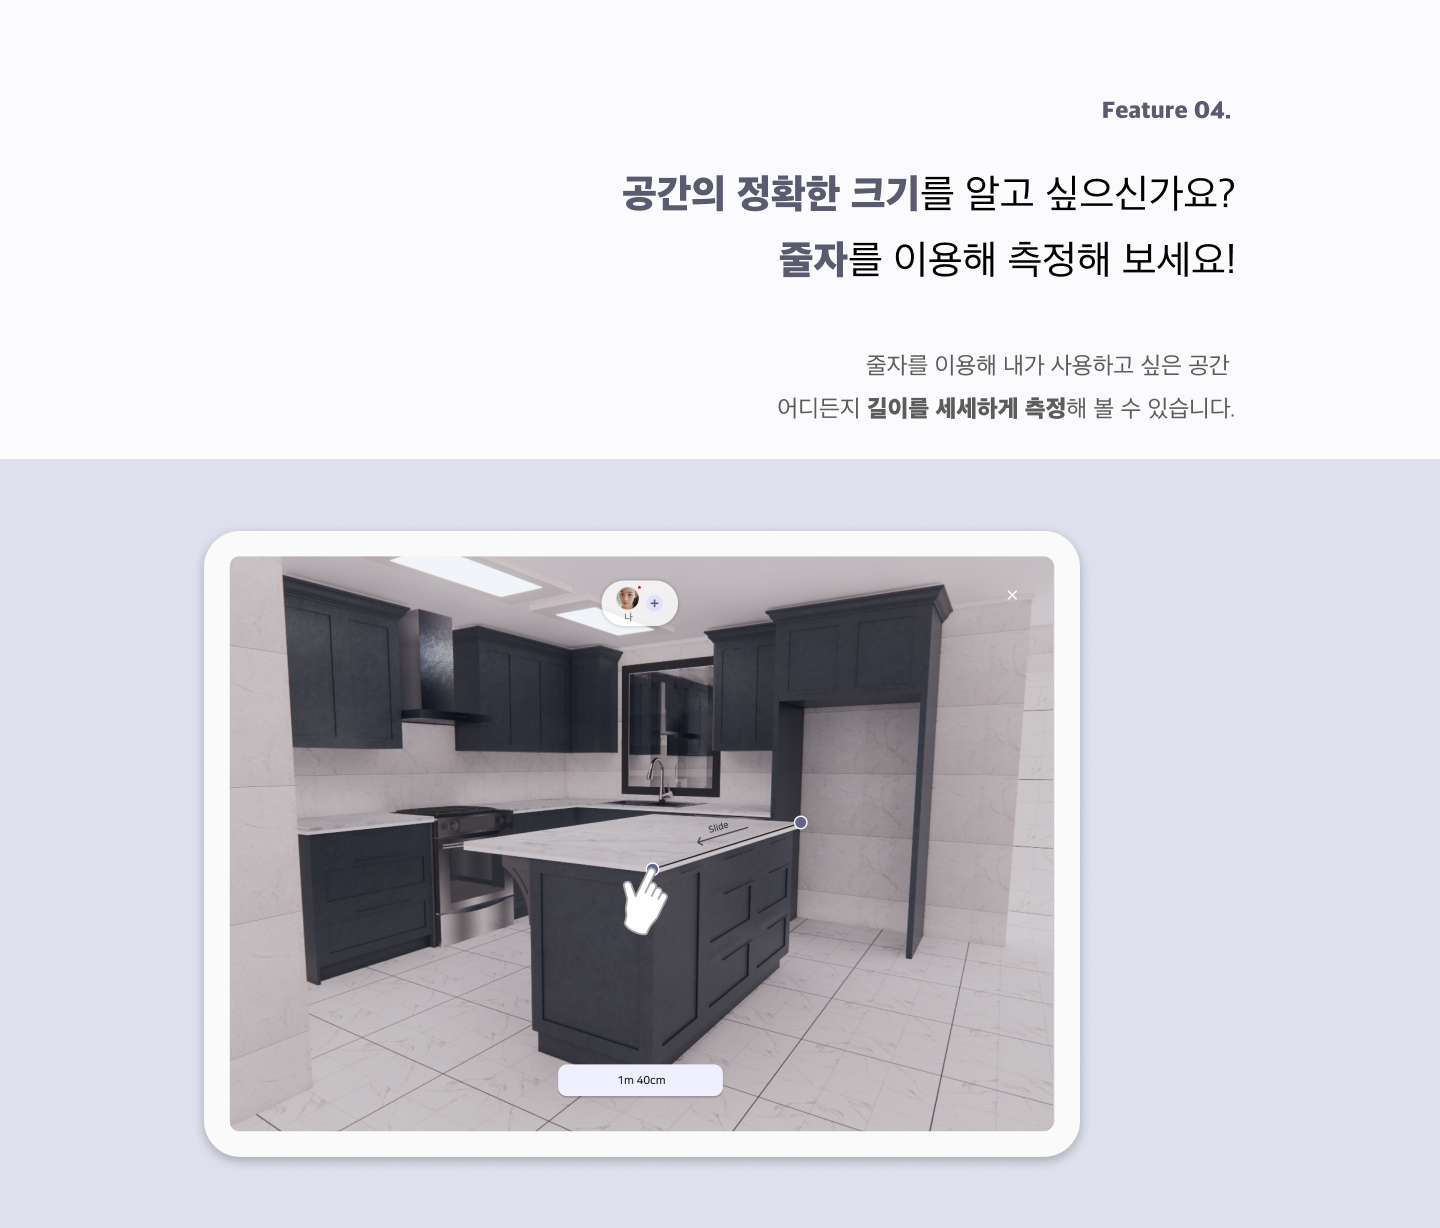 Feature 04.
공간의 정확한 크기를 알고 싶으신가요?
줄자를 이용해 측정해 보세요!
줄자를 이용해 내가 사용하고 싶은 공간
어디든지 길이를 세세하게 측정해 볼 수 있습니다.
나
Slide
1m 40cm